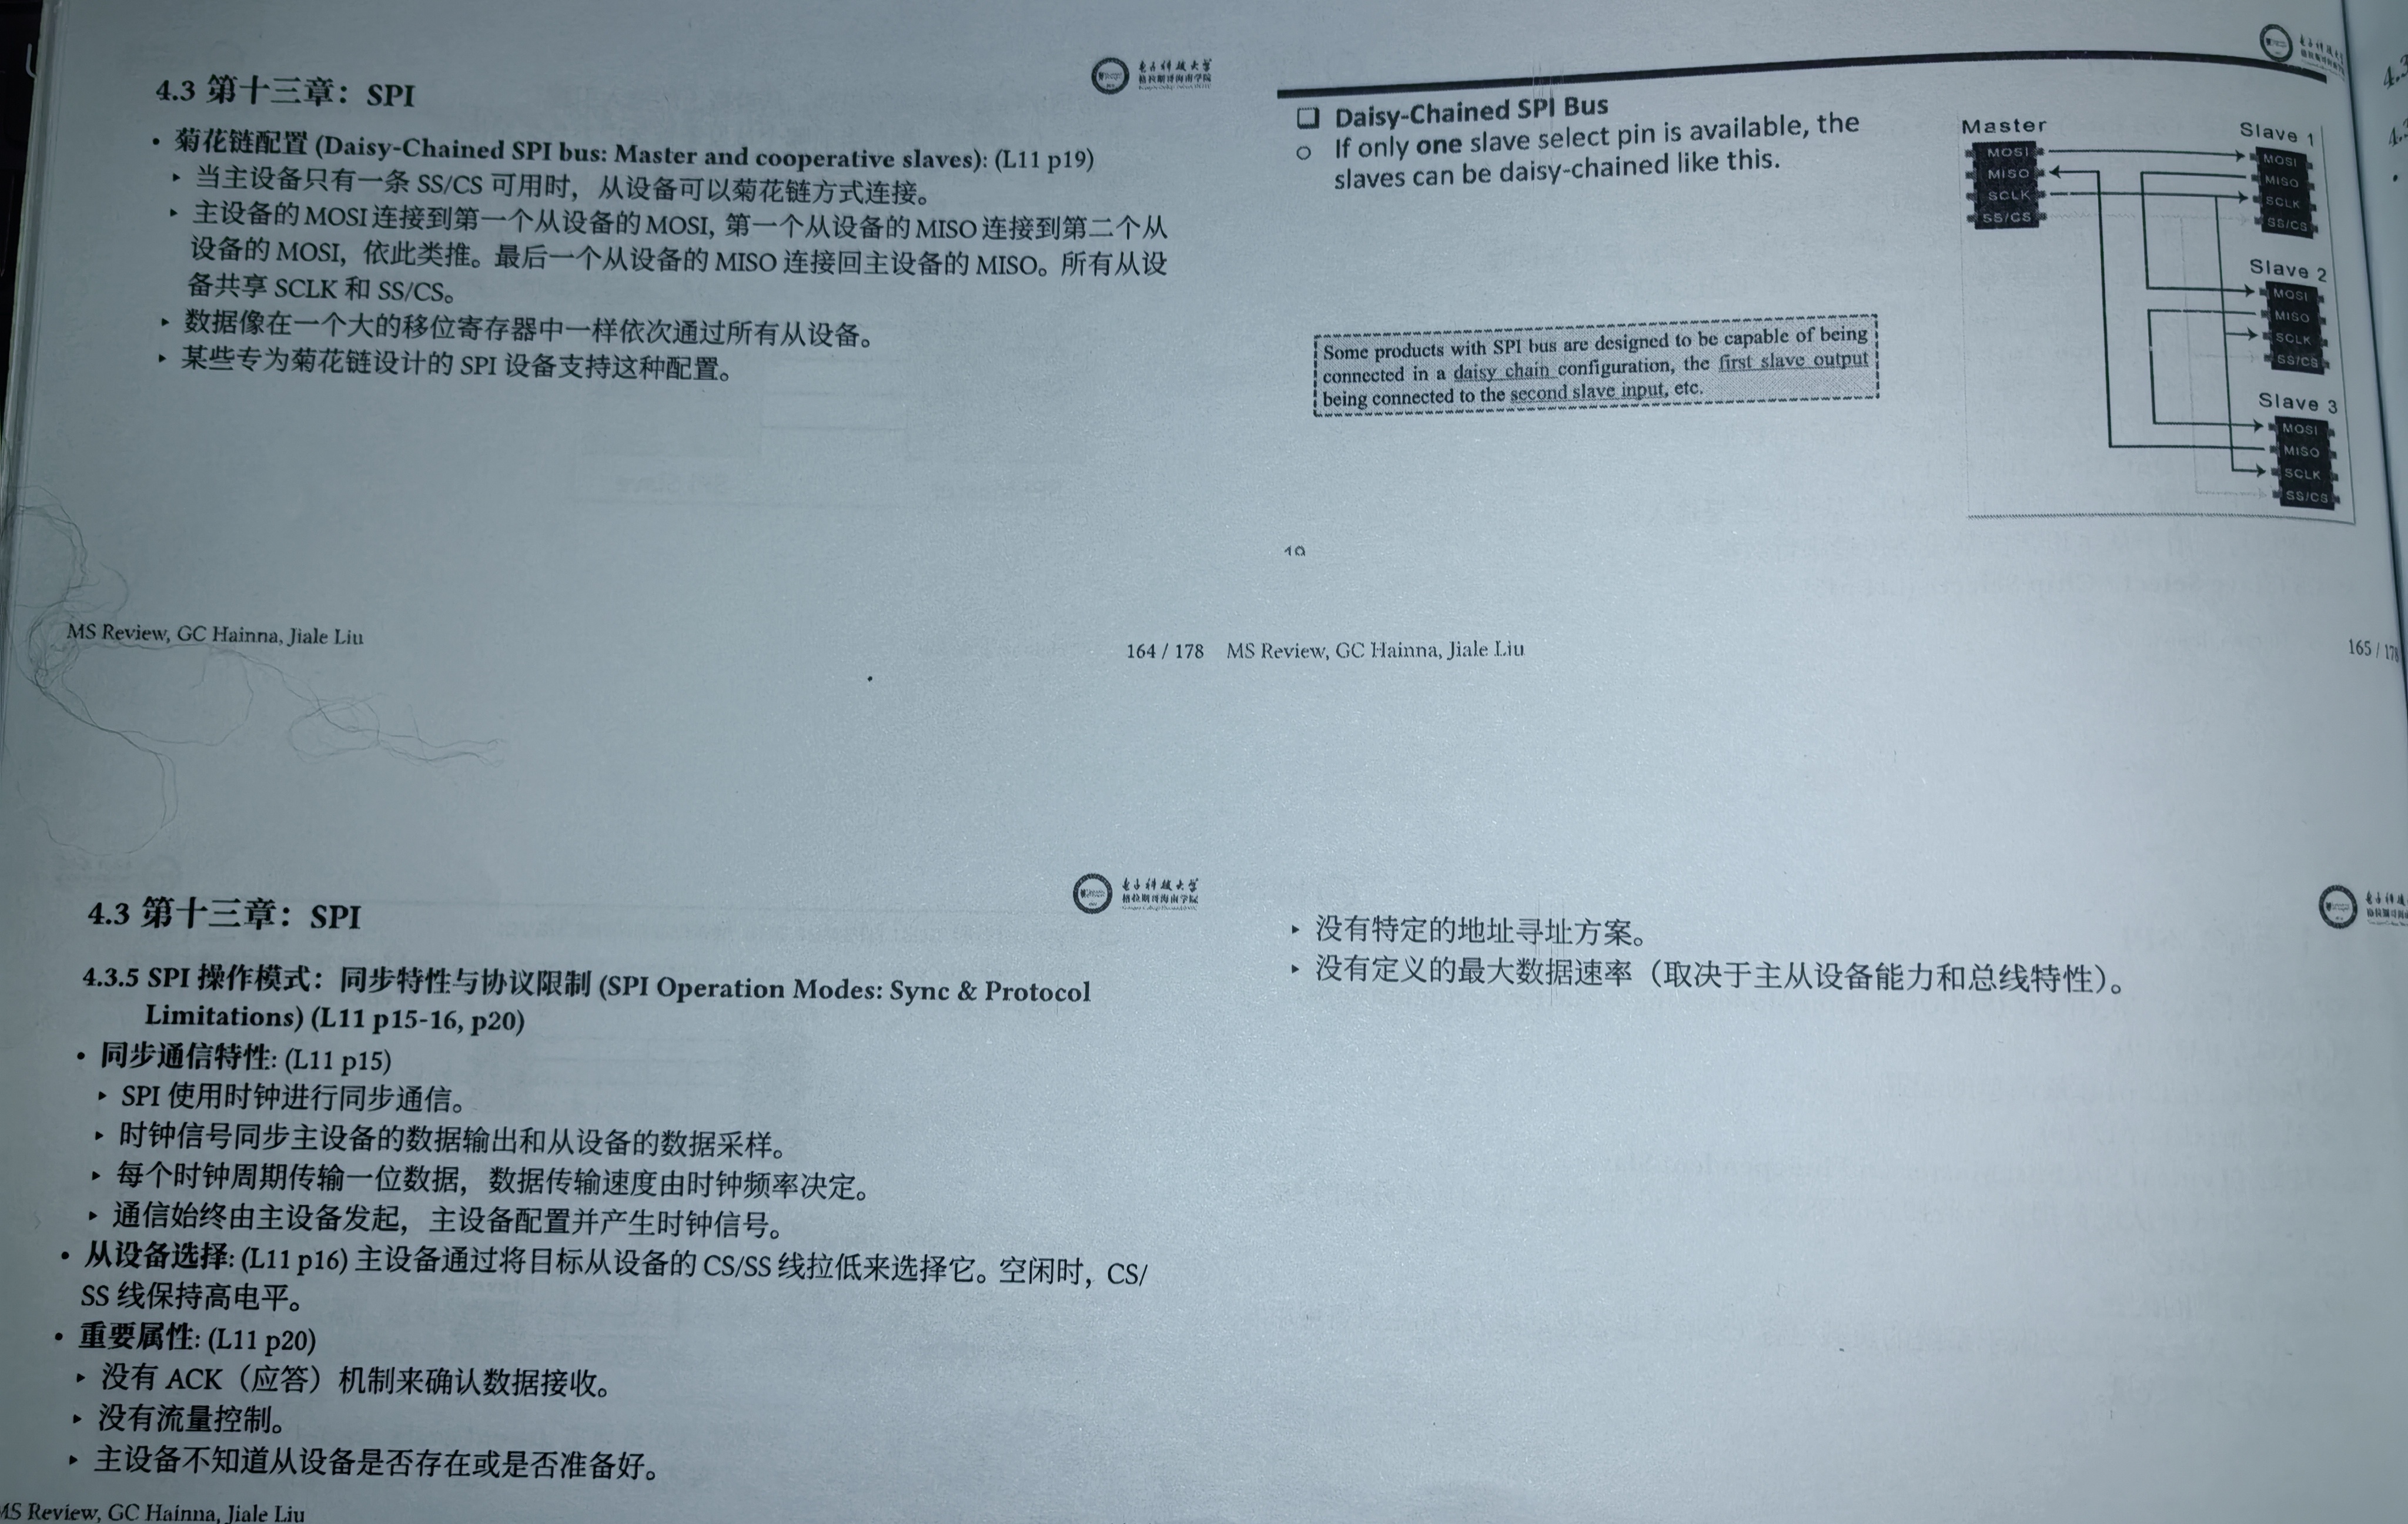 4.3 第十三章：SPI
电子科技大学
格拉斯哥海南学院
• 菊花链配置 (Daisy-Chained SPI bus: Master and cooperative slaves): (L11 p19)
‣ 当主设备只有一条 SS/CS 可用时，从设备可以菊花链方式连接。
‣ 主设备的 MOSI 连接到第一个从设备的 MOSI, 第一个从设备的 MISO 连接到第二个从
设备的 MOSI，依此类推。最后一个从设备的 MISO 连接回主设备的 MISO。所有从设
备共享 SCLK 和 SS/CS。
‣ 数据像在一个大的移位寄存器中一样依次通过所有从设备。
‣ 某些专为菊花链设计的 SPI 设备支持这种配置。
MS Review, GC Hainna, Jiale Liu
164 / 178
❑ Daisy-Chained SPI Bus
○ If only one slave select pin is available, the
slaves can be daisy-chained like this.
Some products with SPI bus are designed to be capable of being
connected in a daisy chain configuration, the first slave output
being connected to the second slave input, etc.
Master
MOSI
MISO
SCLK
SS/CS
Slave 1
MOSI
MISO
SCLK
SS/CS
Slave 2
MOSI
MISO
SCLK
SS/CS
Slave 3
MOSI
MISO
SCLK
SS/CS
19
MS Review, GC Hainna, Jiale Liu
165 / 178
4.3 第十三章：SPI
电子科技大学
格拉斯哥海南学院
4.3.5 SPI 操作模式：同步特性与协议限制 (SPI Operation Modes: Sync & Protocol
Limitations) (L11 p15-16, p20)
• 同步通信特性: (L11 p15)
‣ SPI 使用时钟进行同步通信。
‣ 时钟信号同步主设备的数据输出和从设备的数据采样。
‣ 每个时钟周期传输一位数据，数据传输速度由时钟频率决定。
‣ 通信始终由主设备发起，主设备配置并产生时钟信号。
• 从设备选择: (L11 p16) 主设备通过将目标从设备的 CS/SS 线拉低来选择它。空闲时，CS/
SS 线保持高电平。
• 重要属性: (L11 p20)
‣ 没有 ACK（应答）机制来确认数据接收。
‣ 没有流量控制。
‣ 主设备不知道从设备是否存在或是否准备好。
MS Review, GC Hainna, Jiale Liu
‣ 没有特定的地址寻址方案。
‣ 没有定义的最大数据速率（取决于主从设备能力和总线特性）。